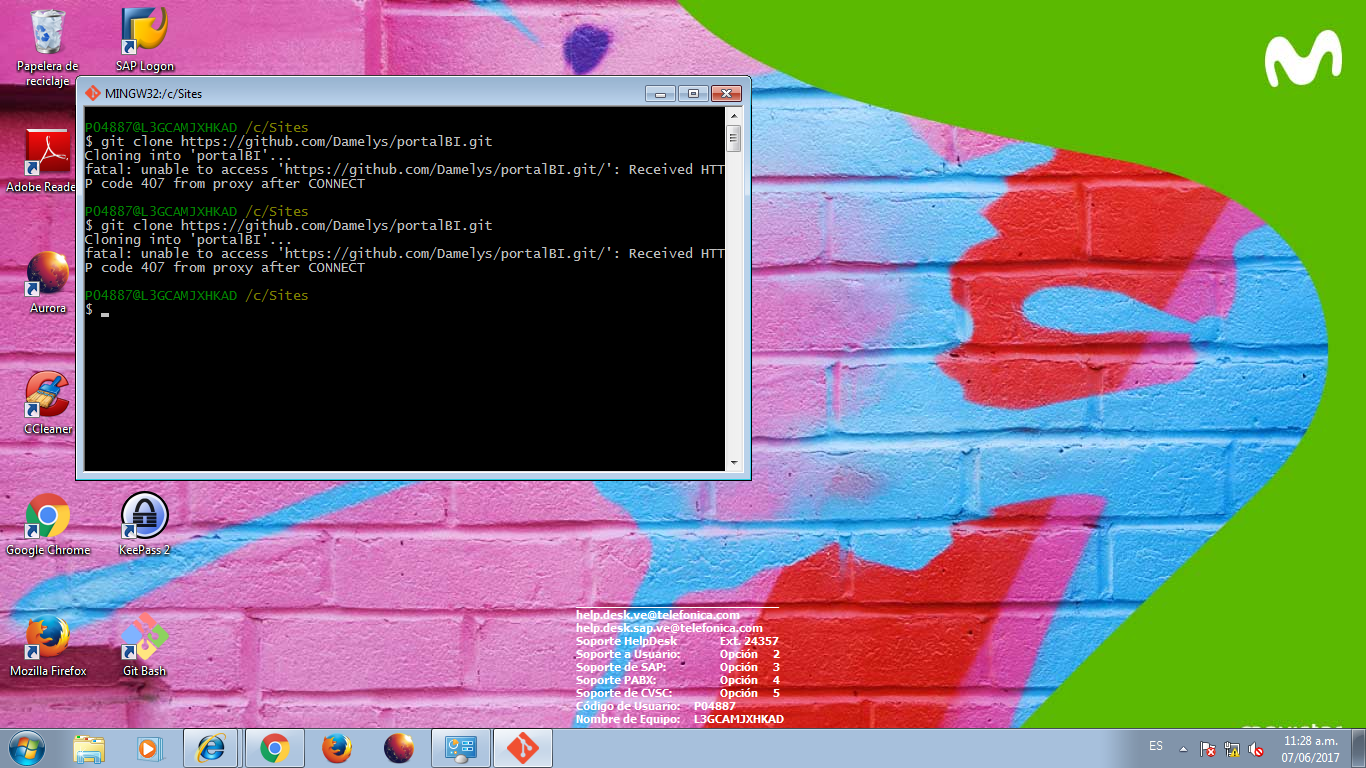 Papelera de
reciclaje
SAP Logon
MINGW32:/c/Sites
P04887@L3GCAMJXHKAD /c/Sites
$ git clone https://github.com/Damelys/portalBI.git
Cloning into 'portalBI'...
fatal: unable to access 'https://github.com/Damelys/portalBI.git/': Received HTT
P code 407 from proxy after CONNECT
P04887@L3GCAMJXHKAD /c/Sites
$ git clone https://github.com/Damelys/portalBI.git
Cloning into 'portalBI'...
fatal: unable to access 'https://github.com/Damelys/portalBI.git/': Received HTT
P code 407 from proxy after CONNECT
P04887@L3GCAMJXHKAD /c/Sites
$
Adobe Reade
Aurora
CCleaner
Google Chrome
KeePass 2
Mozilla Firefox
Git Bash
help.desk.ve@telefonica.com
help.desk.sap.ve@telefonica.com
Soporte HelpDesk Ext. 24357
Soporte a Usuario: Opción 2
Soporte de SAP: Opción 3
Soporte PABX: Opción 4
Soporte de CVSC: Opción 5
Código de Usuario: P04887
Nombre de Equipo: L3GCAMJXHKAD
ES
11:28 a.m.
07/06/2017